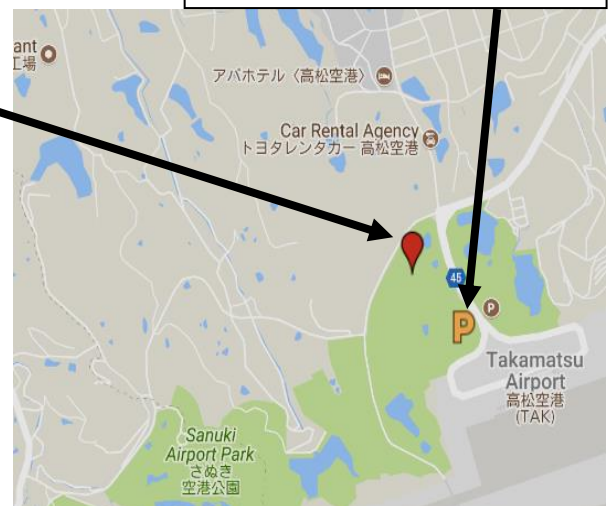 ant
工場
アパホテル〈高松空港〉
Car Rental Agency
トヨタレンタカー 高松空港
45
P
P
Takamatsu
Airport
高松空港
(TAK)
Sanuki
Airport Park
さぬき
空港公園